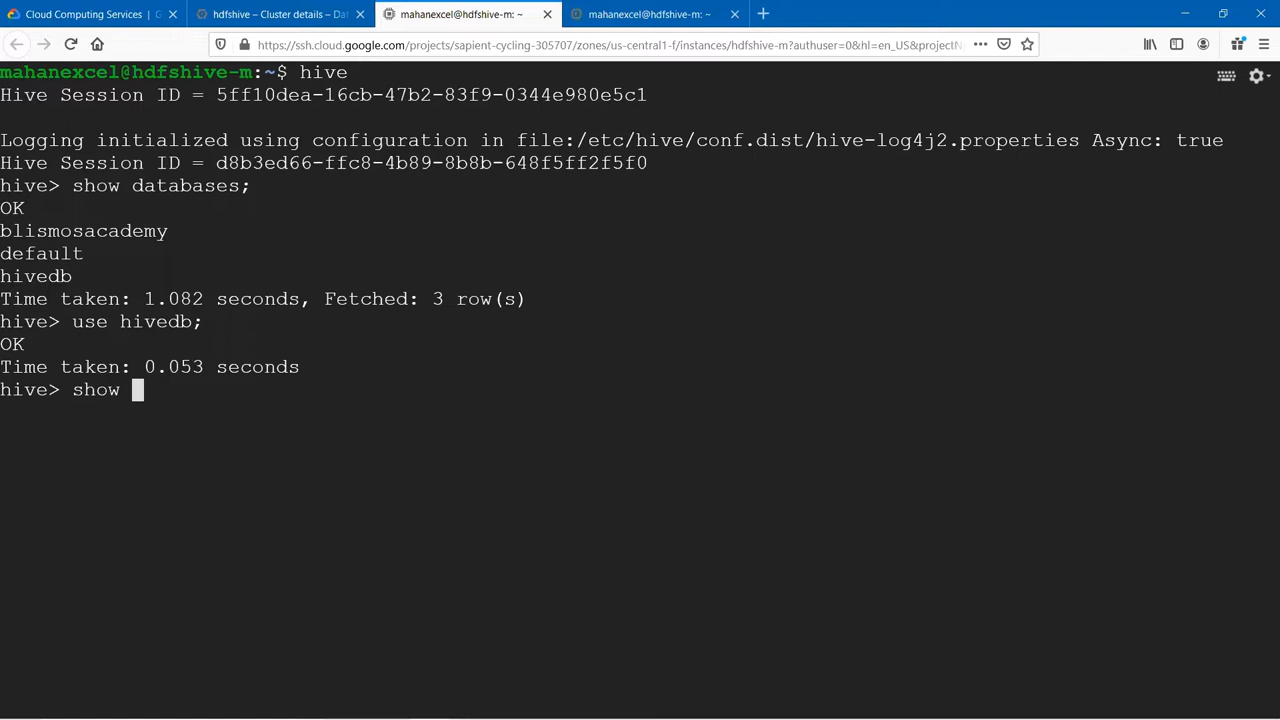 Cloud Computing Services | G
hdfshive – Cluster details – Dat
mahanexcel@hdfshive-m: ~
mahanexcel@hdfshive-m: ~
https://ssh.cloud.google.com/projects/sapient-cycling-305707/zones/us-central1-f/instances/hdfshive-m?authuser=0&hl=en_US&projectN
mahanexcel@hdfshive-m:~$ hive
Hive Session ID = 5ff10dea-16cb-47b2-83f9-0344e980e5c1
Logging initialized using configuration in file:/etc/hive/conf.dist/hive-log4j2.properties Async: true
Hive Session ID = d8b3ed66-ffc8-4b89-8b8b-648f5ff2f5f0
hive> show databases;
OK
blismosacademy
default
hivedb
Time taken: 1.082 seconds, Fetched: 3 row(s)
hive> use hivedb;
OK
Time taken: 0.053 seconds
hive> show